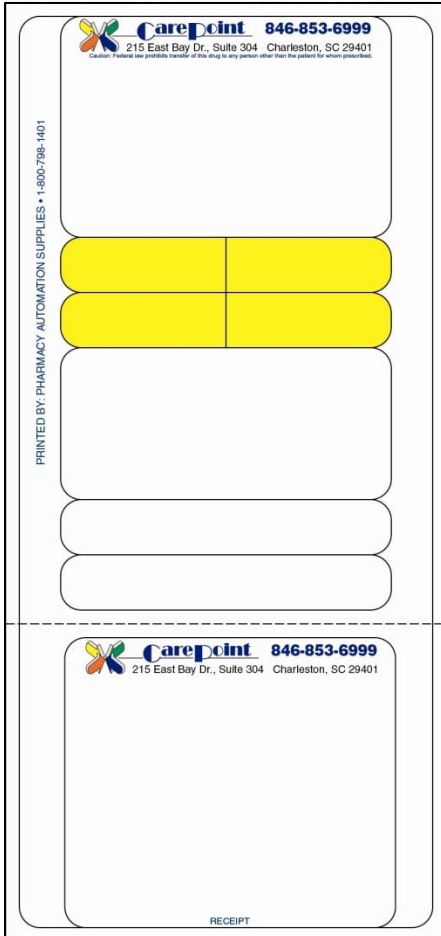 CarePoint 846-853-6999
215 East Bay Dr., Suite 304 Charleston, SC 29401
Caution: Federal law prohibits transfer of this drug to any person other than the patient for whom prescribed.
PRINTED BY: PHARMACY AUTOMATION SUPPLIES • 1-800-798-1401
CarePoint 846-853-6999
215 East Bay Dr., Suite 304 Charleston, SC 29401
RECEIPT